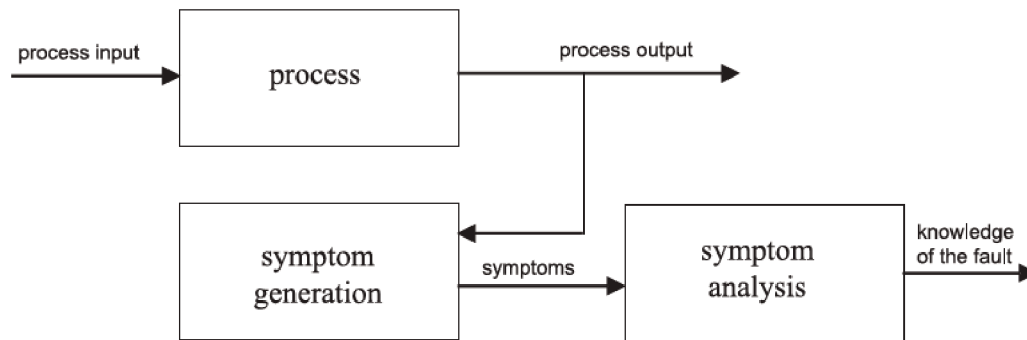 process input
process
process output
symptom
generation
symptoms
symptom
analysis
knowledge
of the fault